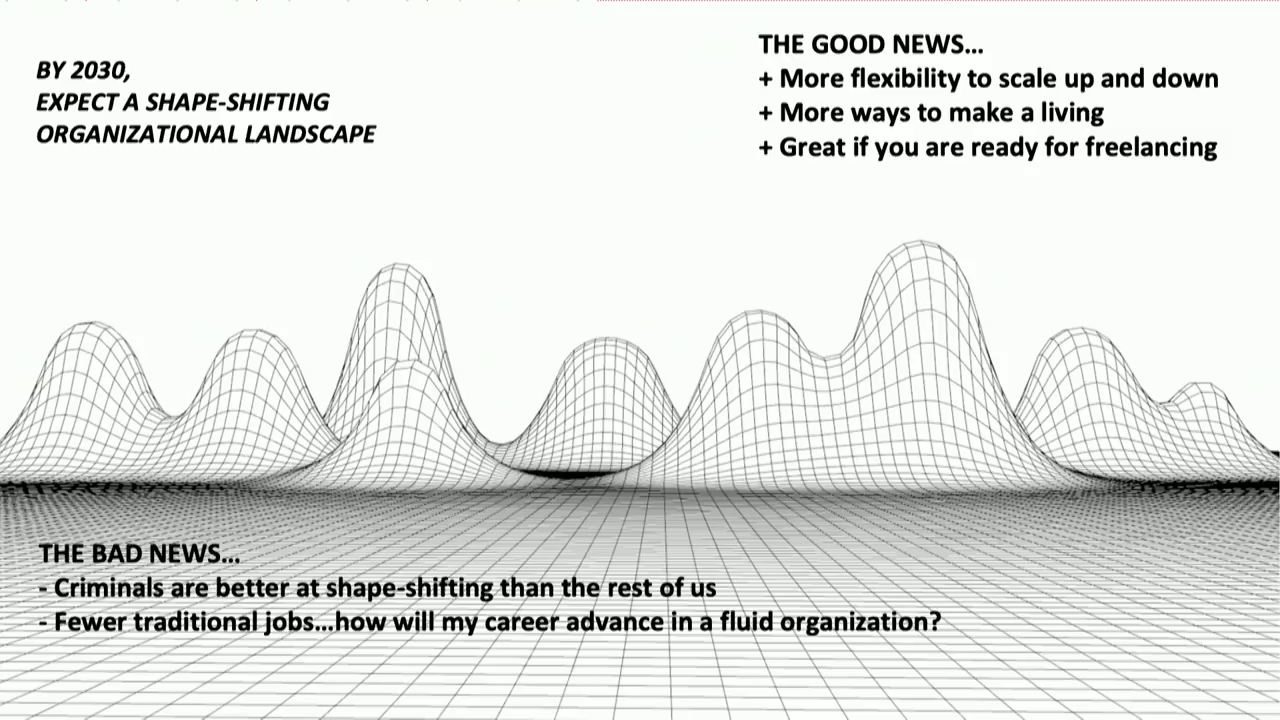 BY 2030,
EXPECT A SHAPE-SHIFTING
ORGANIZATIONAL LANDSCAPE
THE GOOD NEWS...
+ More flexibility to scale up and down
+ More ways to make a living
+ Great if you are ready for freelancing
THE BAD NEWS...
- Criminals are better at shape-shifting than the rest of us
- Fewer traditional jobs...how will my career advance in a fluid organization?